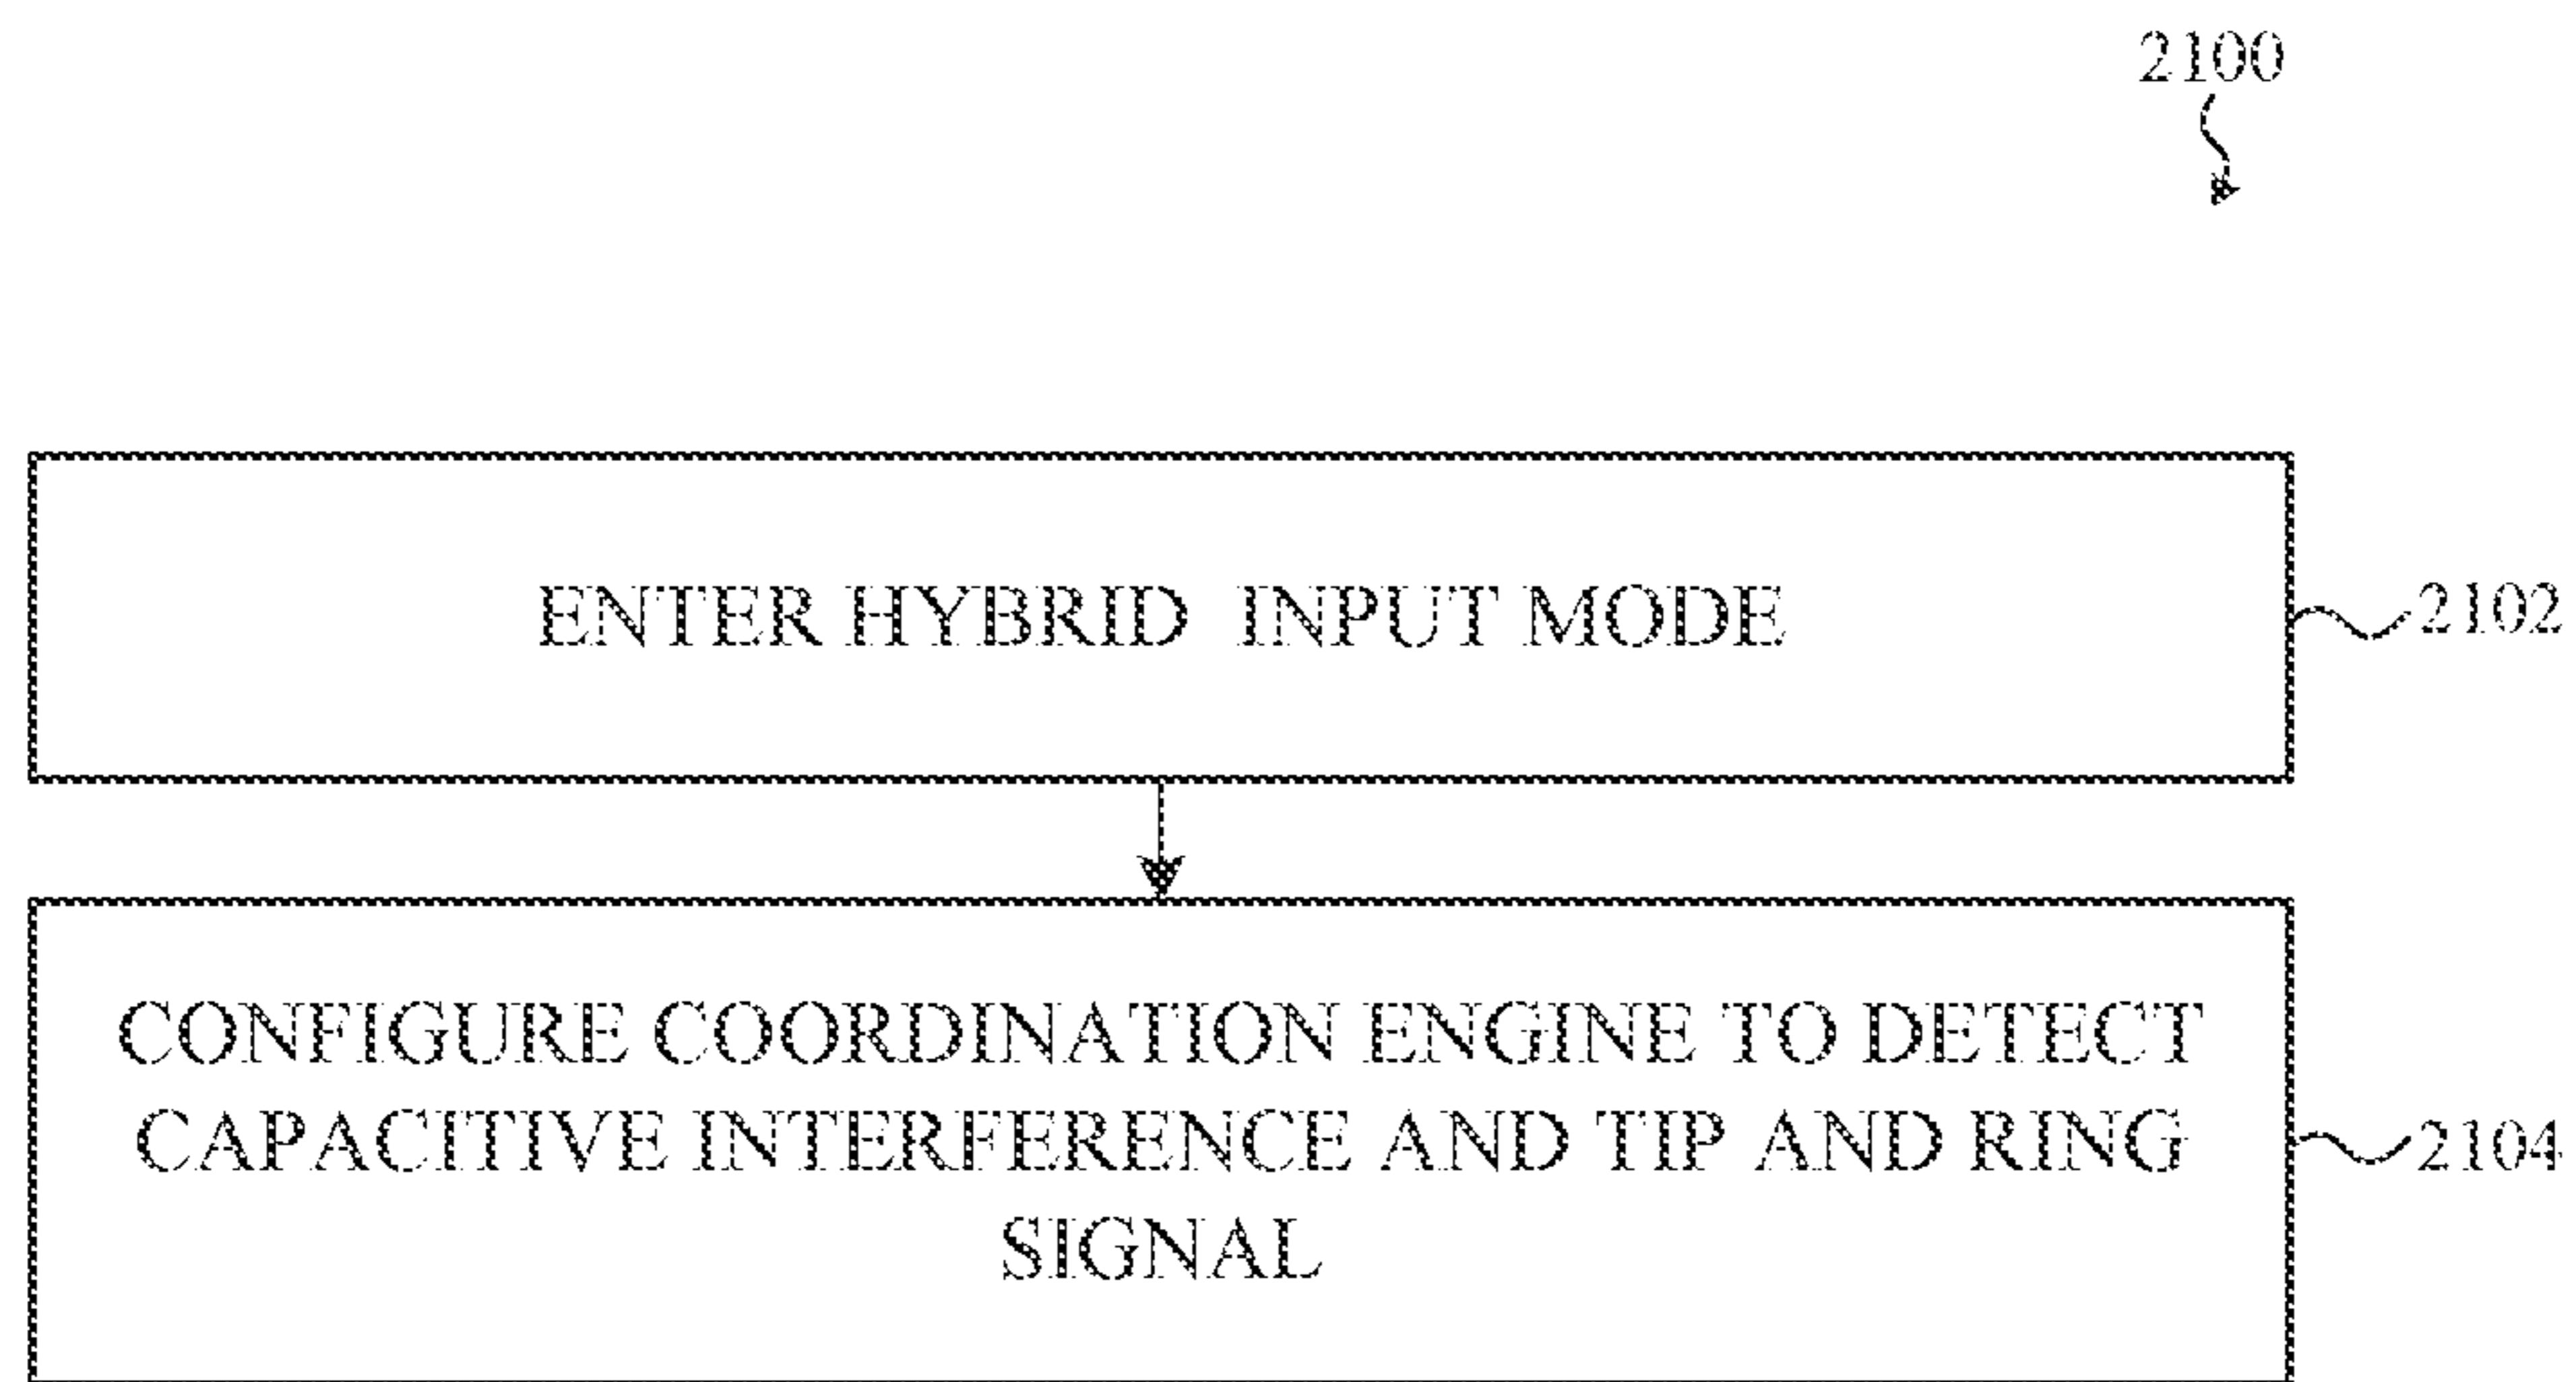 2100
ENTER HYBRID INPUT MODE
2102
CONFIGURE COORDINATION ENGINE TO DETECT
CAPACITIVE INTERFERENCE AND TIP AND RING
SIGNAL
2104